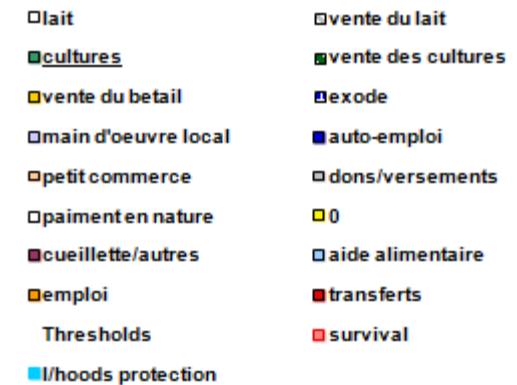 lait
vente du lait
cultures
vente des cultures
vente du betail
exode
main d'oeuvre local
auto-emploi
petit commerce
dons/versements
paiment en nature
0
cueillette/autres
aide alimentaire
emploi
transferts
Thresholds
survival
l/hoods protection